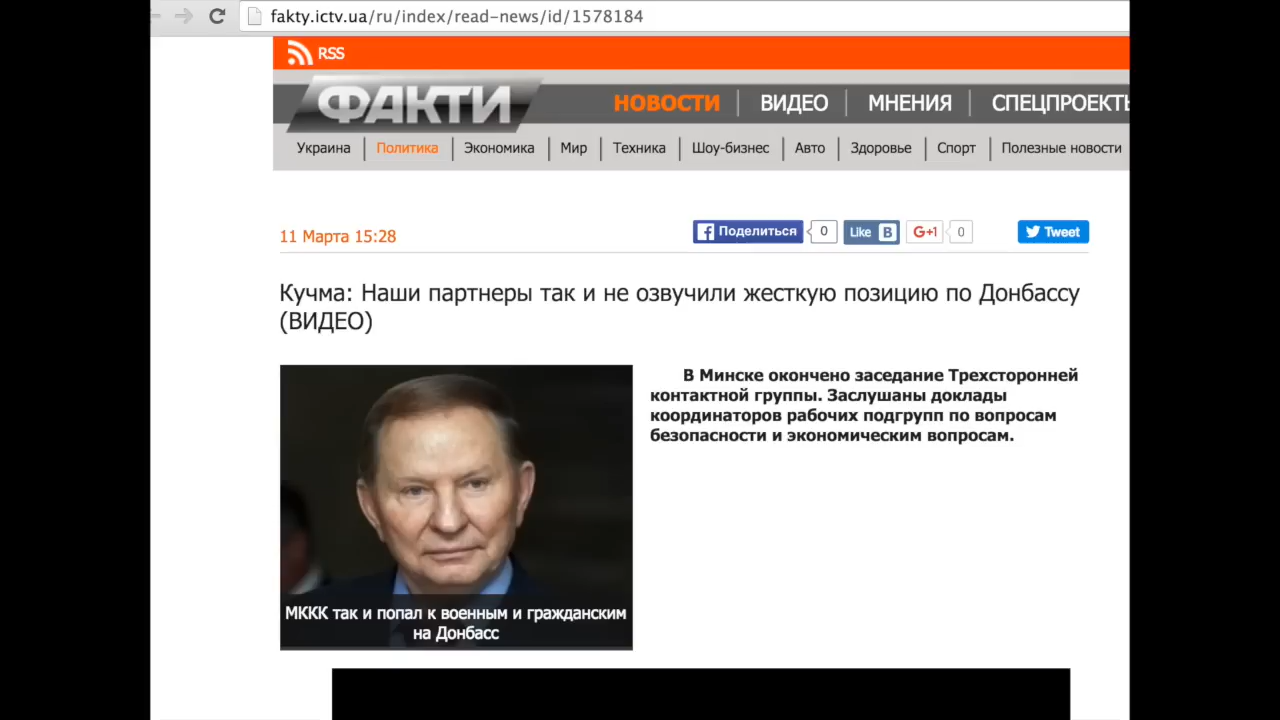 fakty.ictv.ua/ru/index/read-news/id/1578184
RSS
ФАКТИ
НОВОСТИ
ВИДЕО
МНЕНИЯ
СПЕЦПРОЕКТЫ
Украина
Политика
Экономика
Мир
Техника
Шоу-бизнес
Авто
Здоровье
Спорт
Полезные новости
11 Марта 15:28
Поделиться
0
Like B
G+1
0
Tweet
Кучма: Наши партнеры так и не озвучили жесткую позицию по Донбассу
(ВИДЕО)
В Минске окончено заседание Трехсторонней
контактной группы. Заслушаны доклады
координаторов рабочих подгрупп по вопросам
безопасности и экономическим вопросам.
МККК так и попал к военным и гражданским
на Донбасс